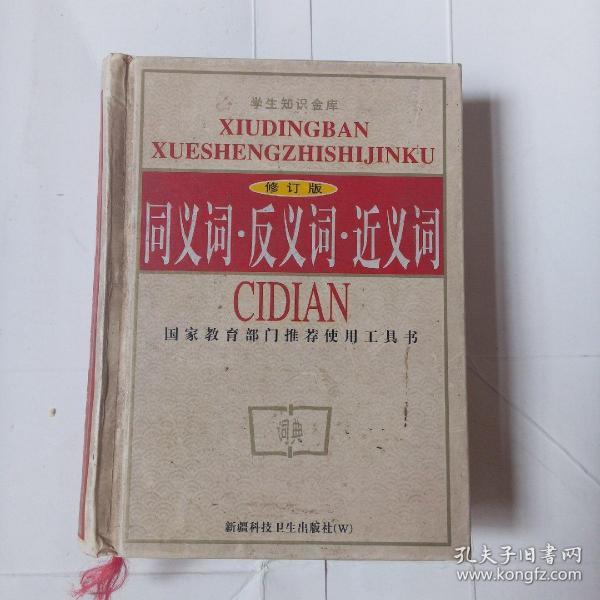 学生知识金库
XIUDINGBAN
XUESHENGZHISHIJINKU
修订版
同义词·反义词·近义词
CIDIAN
国家教育部门推荐使用工具书
词典
新疆科技卫生出版社(W)
孔夫子旧书网
www.kongfz.com